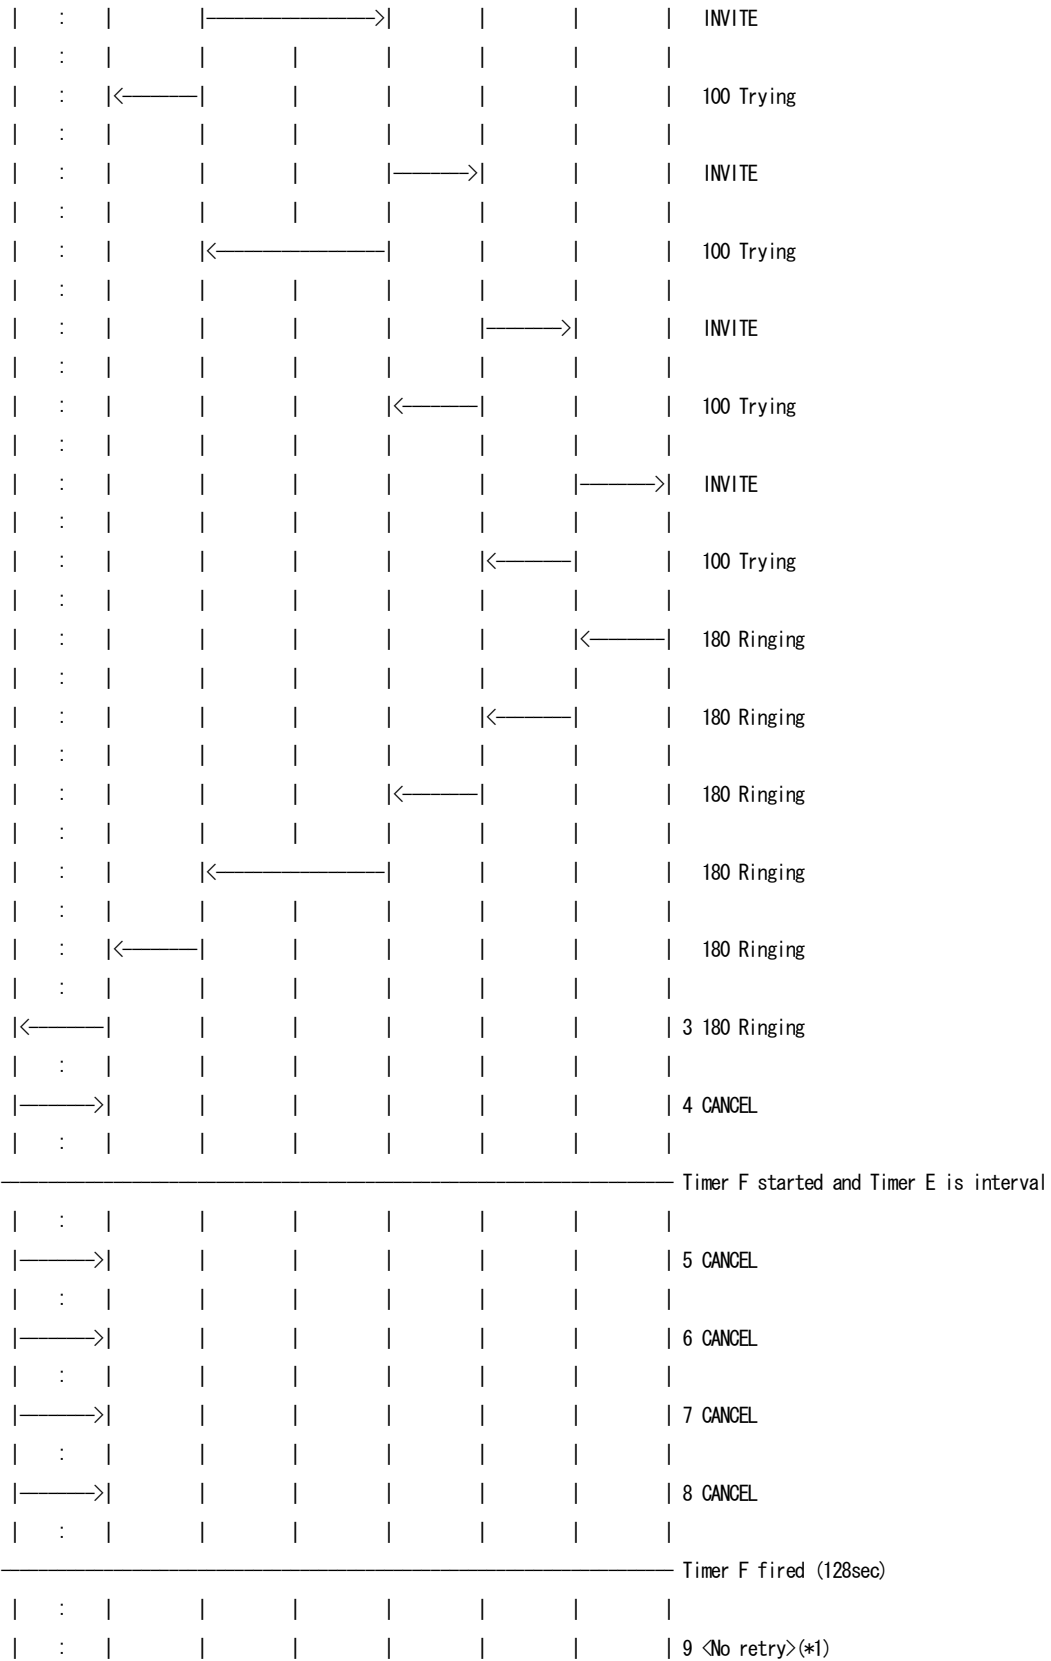 INVITE
100 Trying
INVITE
100 Trying
INVITE
100 Trying
INVITE
100 Trying
180 Ringing
180 Ringing
180 Ringing
180 Ringing
180 Ringing
3 180 Ringing
4 CANCEL
Timer F started and Timer E is interval
5 CANCEL
6 CANCEL
7 CANCEL
8 CANCEL
Timer F fired (128sec)
9 <No retry>(*1)